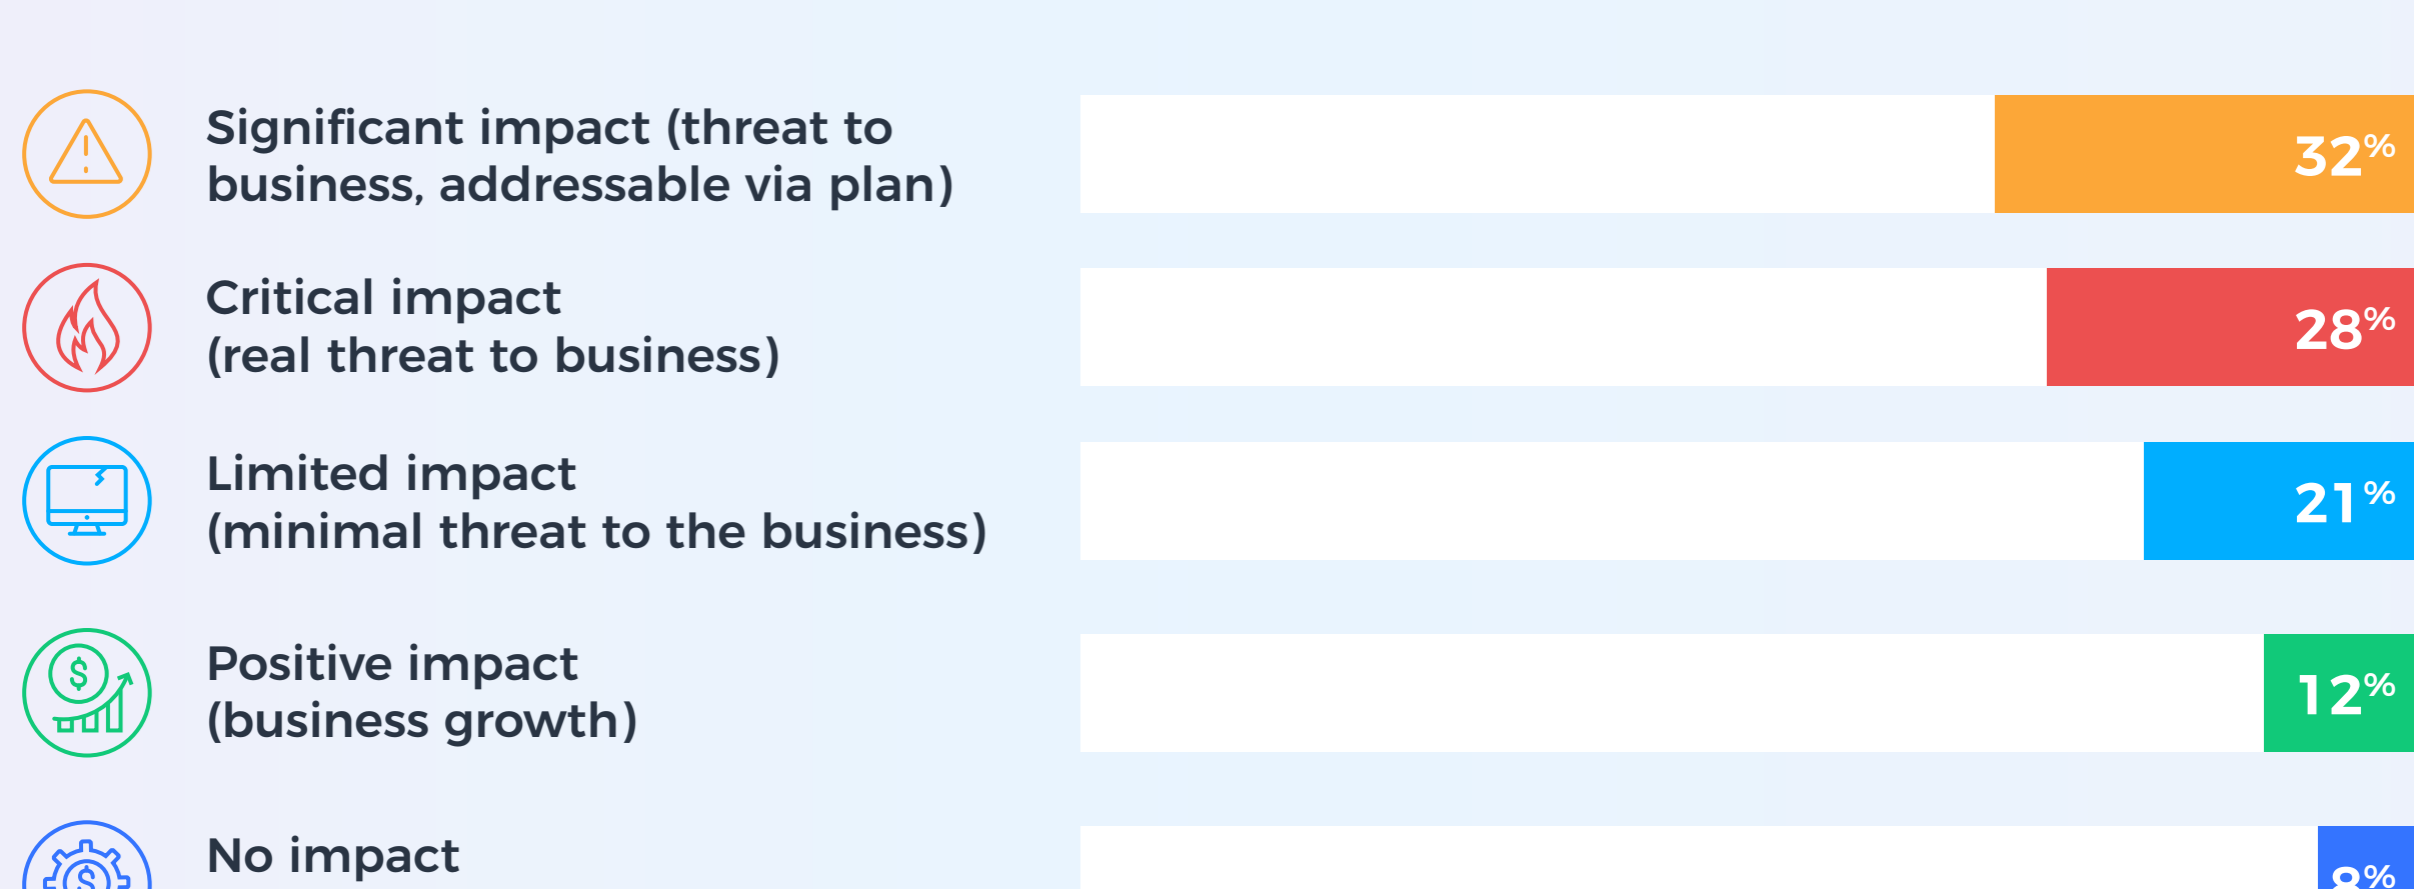 Significant impact (threat to
business, addressable via plan)
32%
Critical impact
(real threat to business)
28%
Limited impact
(minimal threat to the business)
21%
Positive impact
(business growth)
12%
No impact
8%